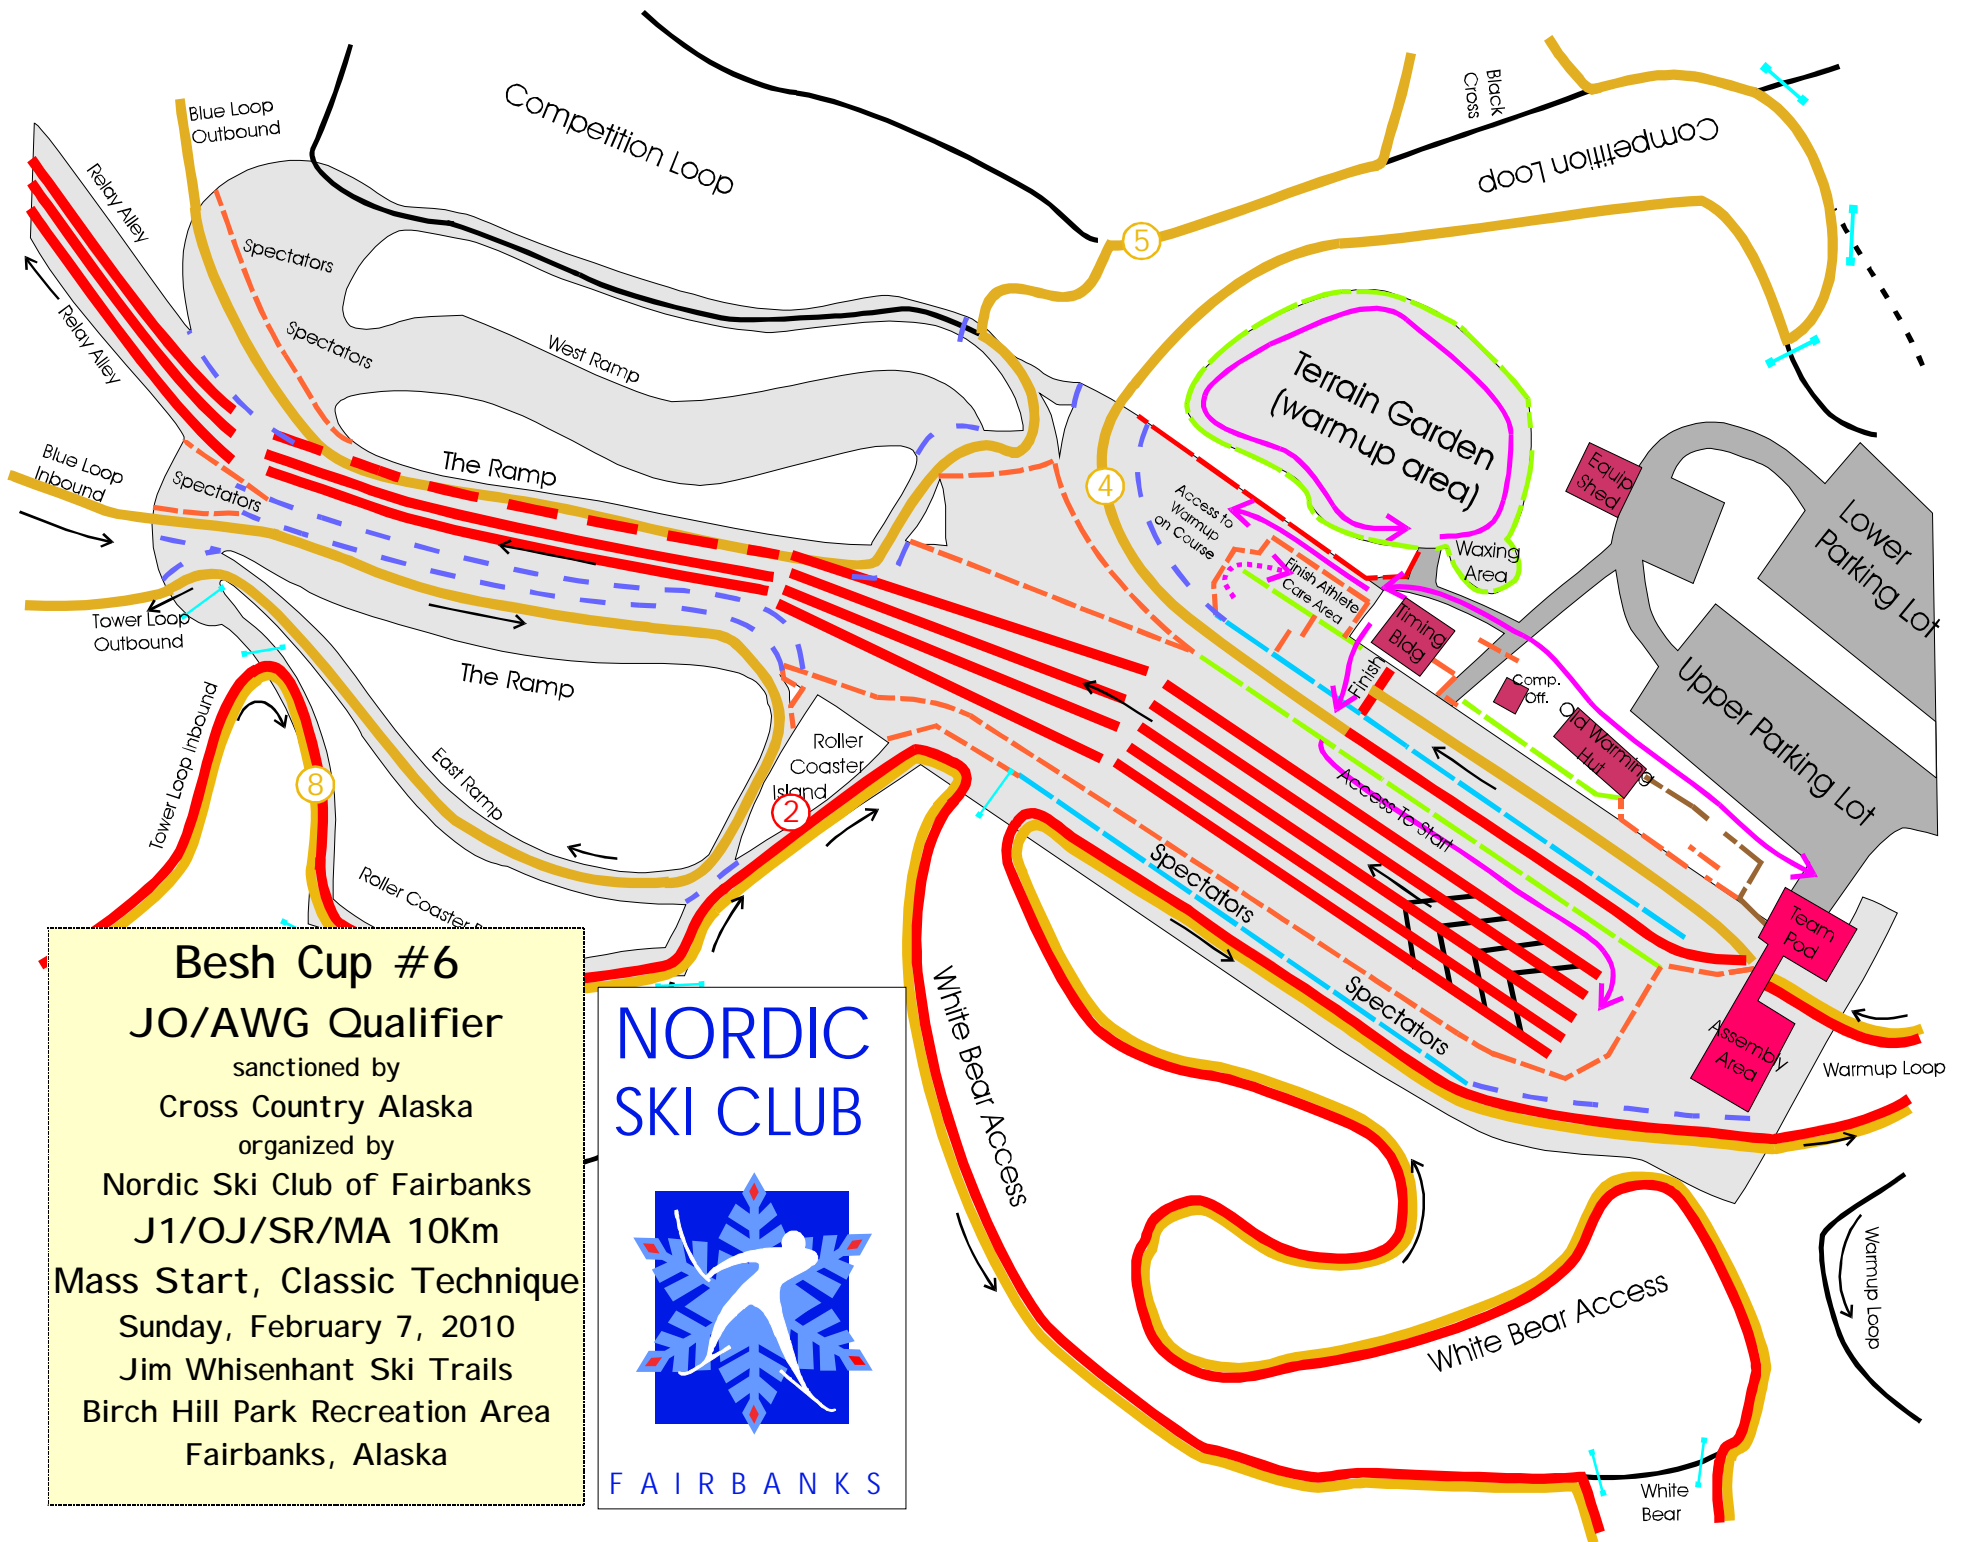 Blue Loop
Outbound
Competition Loop
Black
Cross
Competition Loop
Relay Alley
Spectators
5
Relay Alley
Spectators
West Ramp
Terrain Garden
(warmup area)
Equip
Shed
Lower
Parking Lot
Blue Loop
Inbound
Spectators
The Ramp
4
Access to
Warmup
on Course
Waxing
Area
Finish Athlete
Care Area
Timing
Bldg
Tower Loop
Outbound
The Ramp
Finish
Comp.
Off.
Old Warming
Hut
Upper Parking Lot
Tower Loop Inbound
8
East Ramp
Roller
Coaster
Island
2
Access To Start
Roller Coaster
Spectators
Spectators
Team
Pod
Assembly
Area
Warmup Loop
White Bear Access
Warmup Loop
White Bear Access
White
Bear
Besh Cup #6
JO/AWG Qualifier
sanctioned by
Cross Country Alaska
organized by
Nordic Ski Club of Fairbanks
J1/OJ/SR/MA 10Km
Mass Start, Classic Technique
Sunday, February 7, 2010
Jim Whisenhant Ski Trails
Birch Hill Park Recreation Area
Fairbanks, Alaska
NORDIC
SKI CLUB
FAIRBANKS